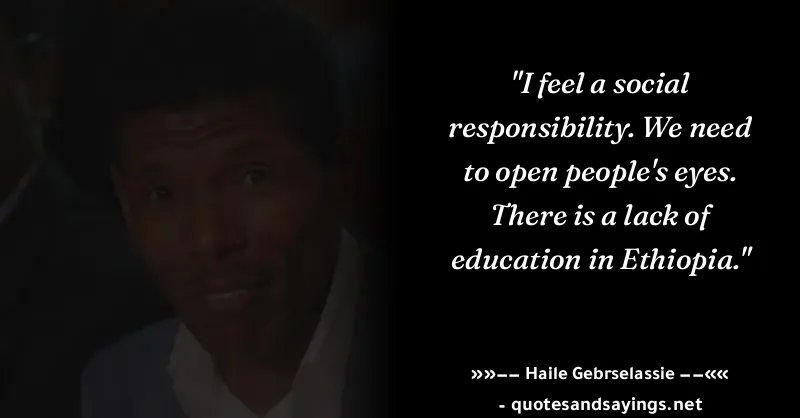 "I feel a social
responsibility. We need
to open people's eyes.
There is a lack of
education in Ethiopia."
»»−− Haile Gebrselassie −−««
- quotesandsayings.net